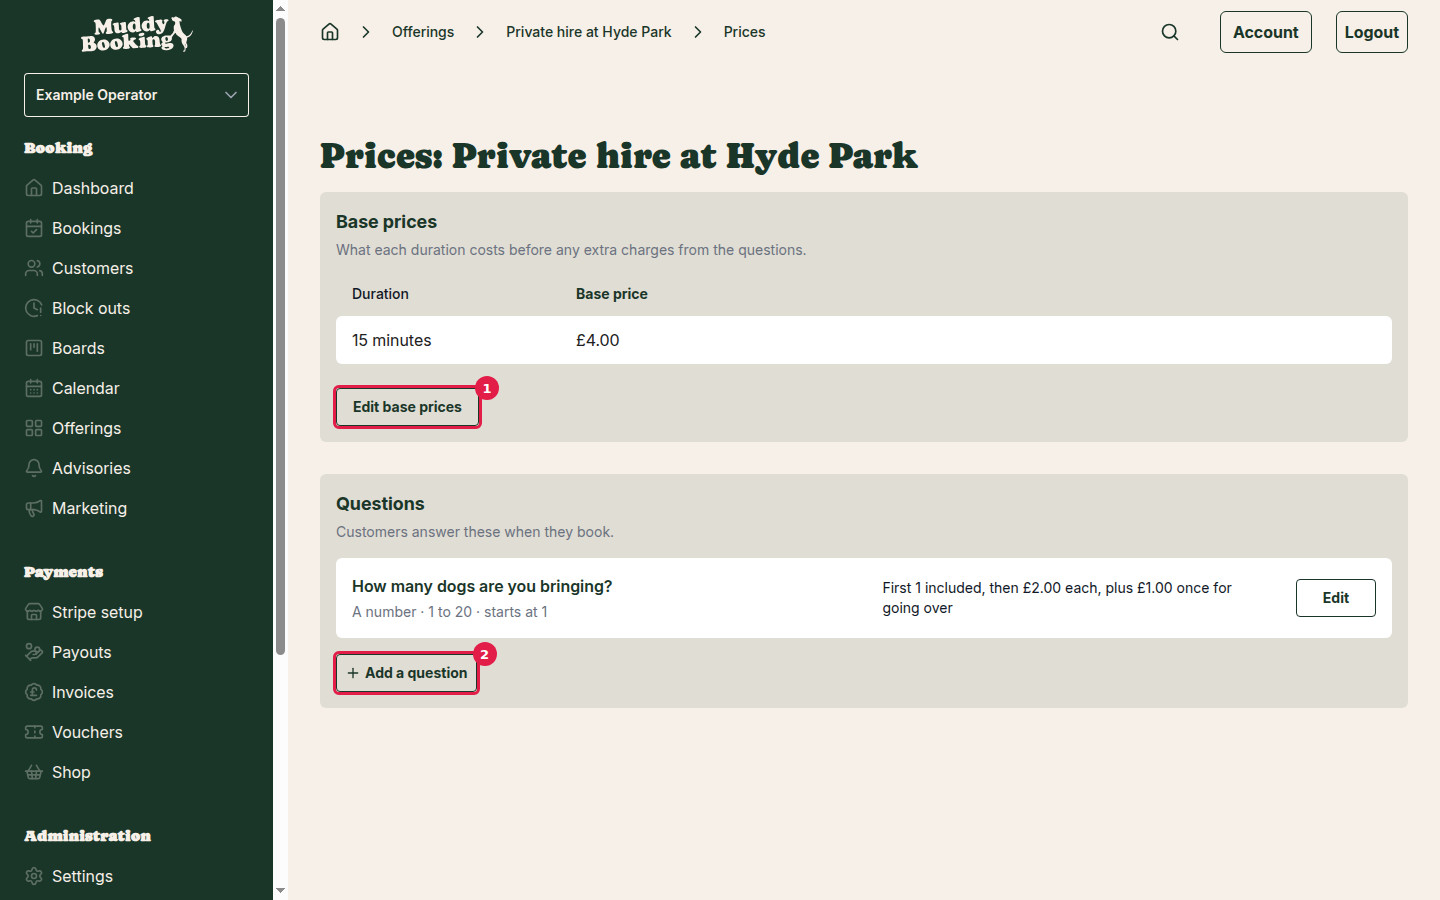 Muddy
Booking
Example Operator
Booking
Dashboard
Bookings
Customers
Block outs
Boards
Calendar
Offerings
Advisories
Marketing
Payments
Stripe setup
Payouts
Invoices
Vouchers
Shop
Administration
Settings
Offerings
Private hire at Hyde Park
Prices
Account
Logout
Prices: Private hire at Hyde Park
Base prices
What each duration costs before any extra charges from the questions.
Duration Base price
15 minutes £4.00
1
Edit base prices
Questions
Customers answer these when they book.
How many dogs are you bringing?
A number · 1 to 20 · starts at 1
First 1 included, then £2.00 each, plus £1.00 once for
going over
Edit
2
+ Add a question